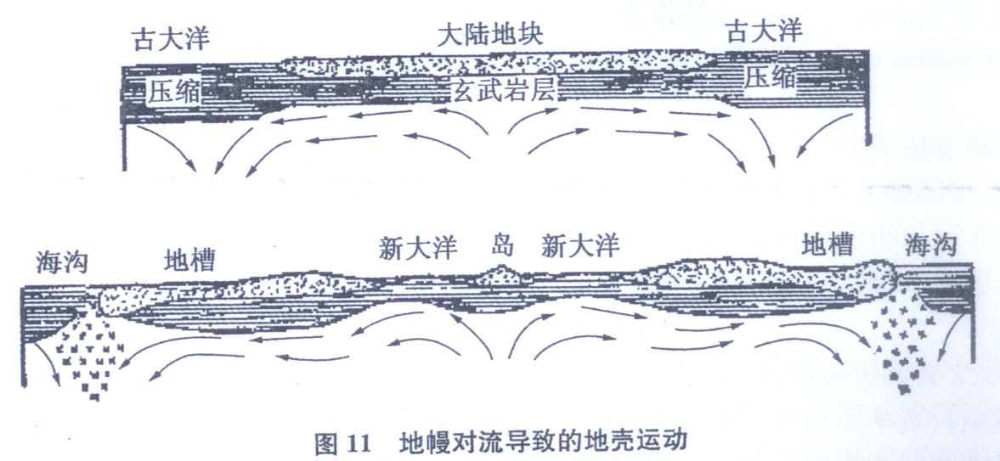 古大洋 大陆地块 古大洋
压缩 玄武岩层 压缩
海沟 地槽 新大洋 岛 新大洋 地槽 海沟
图 11 地幔对流导致的地壳运动